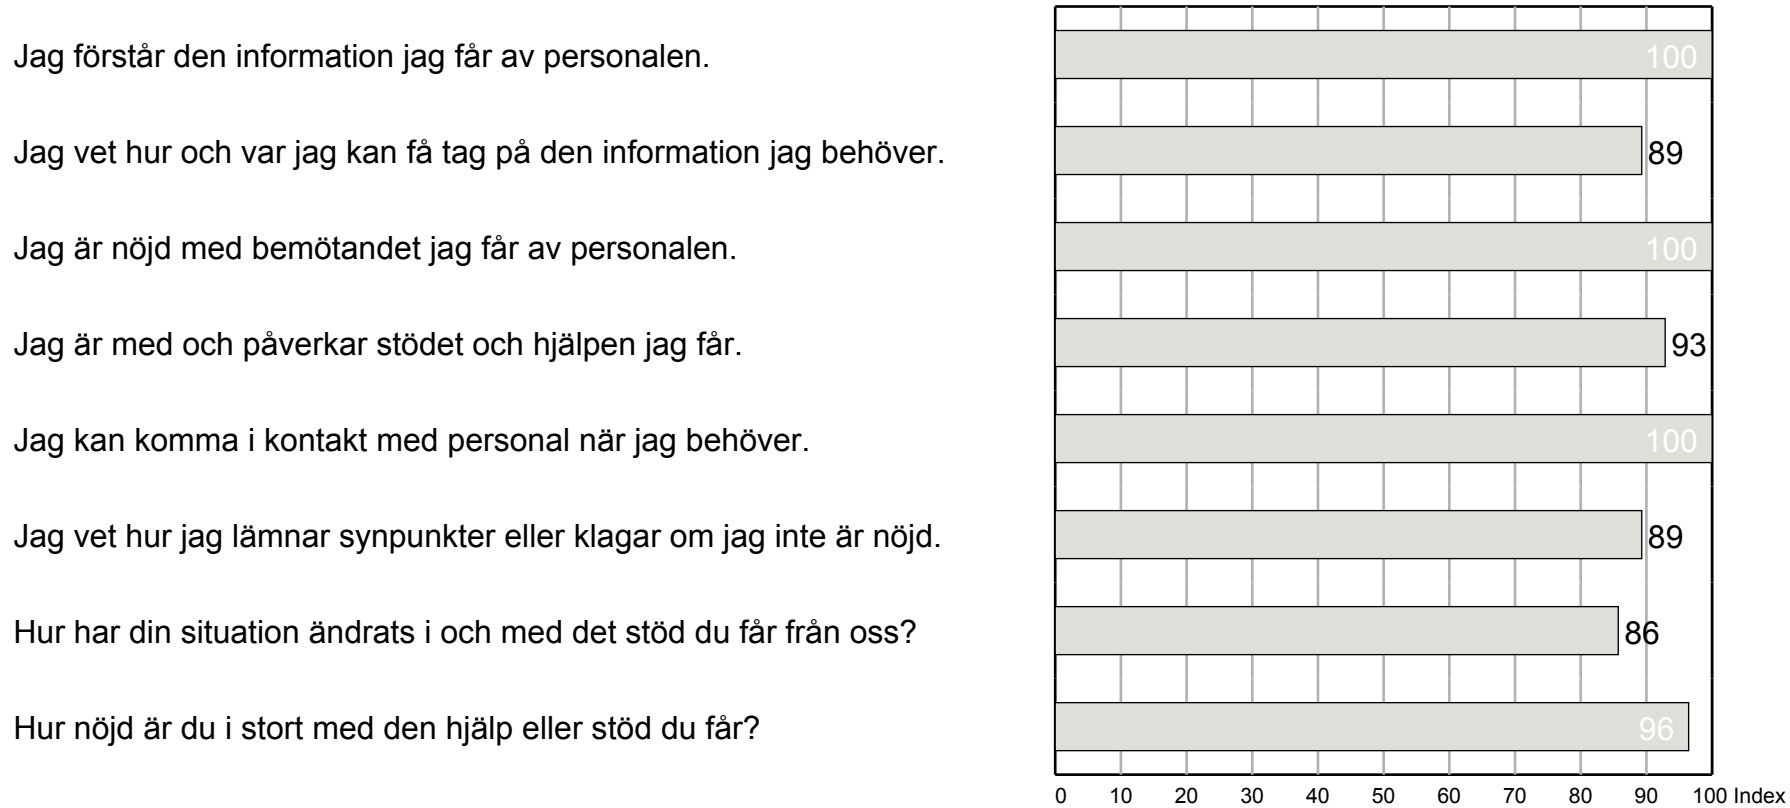 Jag förstår den information jag får av personalen. 100
Jag vet hur och var jag kan få tag på den information jag behöver. 89
Jag är nöjd med bemötandet jag får av personalen. 100
Jag är med och påverkar stödet och hjälpen jag får. 93
Jag kan komma i kontakt med personal när jag behöver. 100
Jag vet hur jag lämnar synpunkter eller klagar om jag inte är nöjd. 89
Hur har din situation ändrats i och med det stöd du får från oss? 86
Hur nöjd är du i stort med den hjälp eller stöd du får? 96
0 10 20 30 40 50 60 70 80 90 100 Index